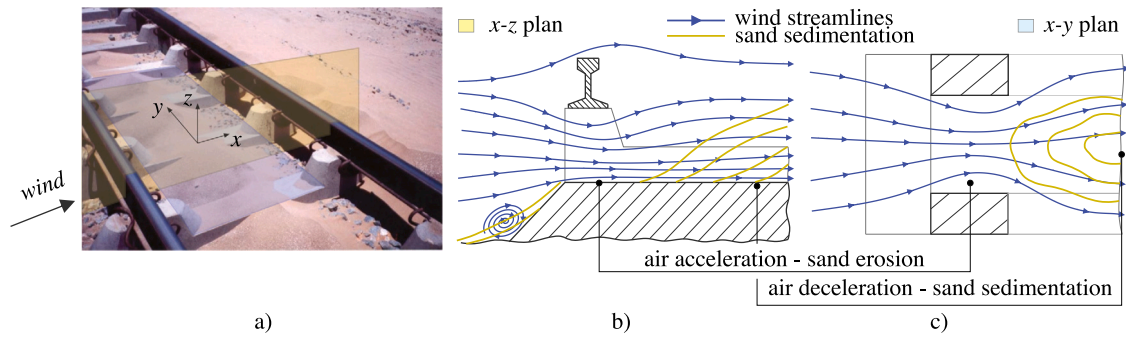 x-z plan
wind streamlines
sand sedimentation
x-y plan
y
z
x
wind
air acceleration - sand erosion
air deceleration - sand sedimentation
a)
b)
c)